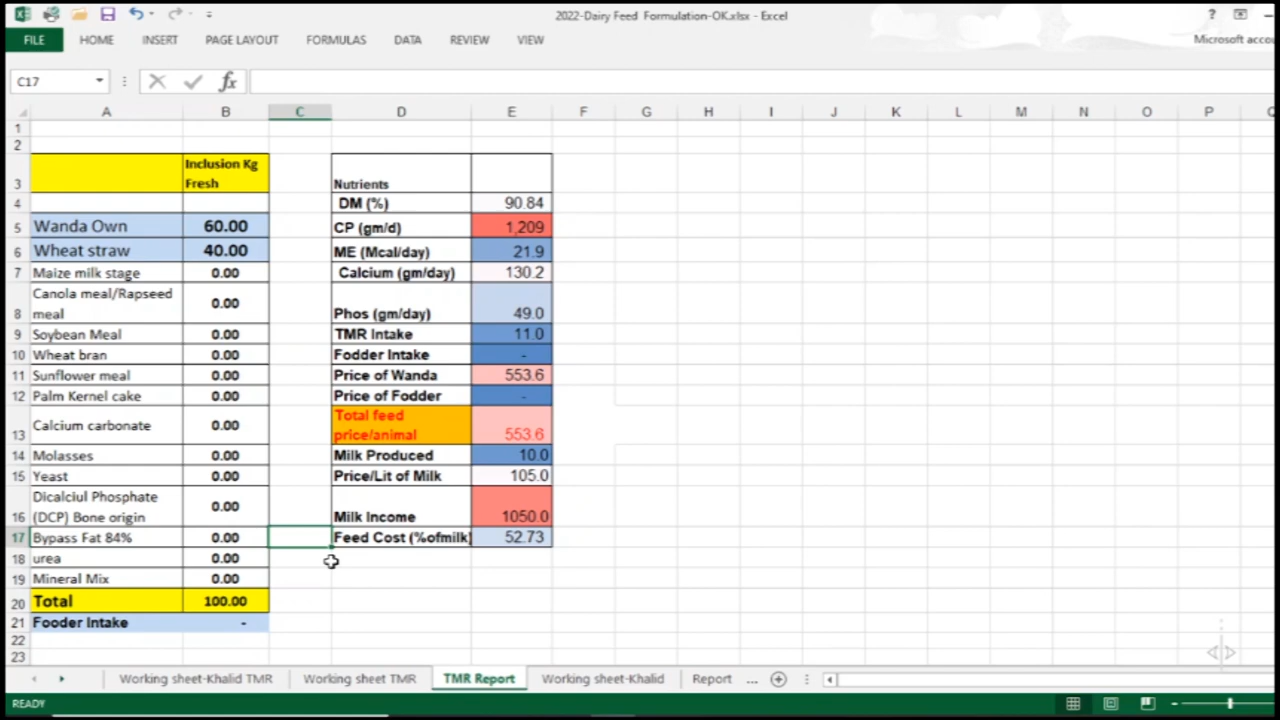 2022-Dairy Feed Formulation-OK.xlsx - Excel
?
FILE HOME INSERT PAGE LAYOUT FORMULAS DATA REVIEW VIEW
Microsoft accou
C17
fx
A B C D E F G H I J K L M N O P Q
1
2
3 Inclusion Kg Fresh Nutrients
4 DM (%) 90.84
5 Wanda Own 60.00 CP (gm/d) 1,209
6 Wheat straw 40.00 ME (Mcal/day) 21.9
7 Maize milk stage 0.00 Calcium (gm/day) 130.2
8 Canola meal/Rapseed meal 0.00 Phos (gm/day) 49.0
9 Soybean Meal 0.00 TMR Intake 11.0
10 Wheat bran 0.00 Fodder Intake -
11 Sunflower meal 0.00 Price of Wanda 553.6
12 Palm Kernel cake 0.00 Price of Fodder -
13 Calcium carbonate 0.00 Total feed price/animal 553.6
14 Molasses 0.00 Milk Produced 10.0
15 Yeast 0.00 Price/Lit of Milk 105.0
16 Dicalciul Phosphate (DCP) Bone origin 0.00 Milk Income 1050.0
17 Bypass Fat 84% 0.00 Feed Cost (%ofmilk) 52.73
18 urea 0.00
19 Mineral Mix 0.00
20 Total 100.00
21 Fooder Intake -
22
23
Working sheet-Khalid TMR Working sheet TMR TMR Report Working sheet-Khalid Report ...
READY